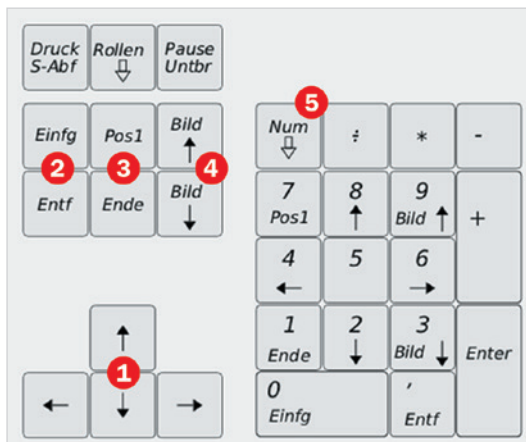 Druck Rollen Pause
S-Abf ⇩ Untbr
Einfg Pos1 Bild ↑
2 3 4
Entf Ende Bild ↓
↑
1
← ↓ →
5
Num ⇩ ÷ * -
7 8 9 +
Pos1 ↑ Bild ↑
4 5 6
← →
1 2 3 Enter
Ende ↓ Bild ↓
0 ,
Einfg Entf